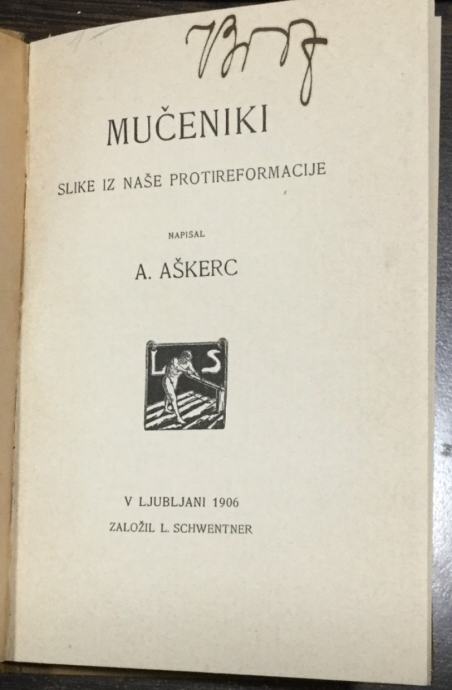 MUČENIKI
SLIKE IZ NAŠE PROTIREFORMACIJE
NAPISAL
A. AŠKERC
L S
V LJUBLJANI 1906
ZALOŽIL L. SCHWENTNER